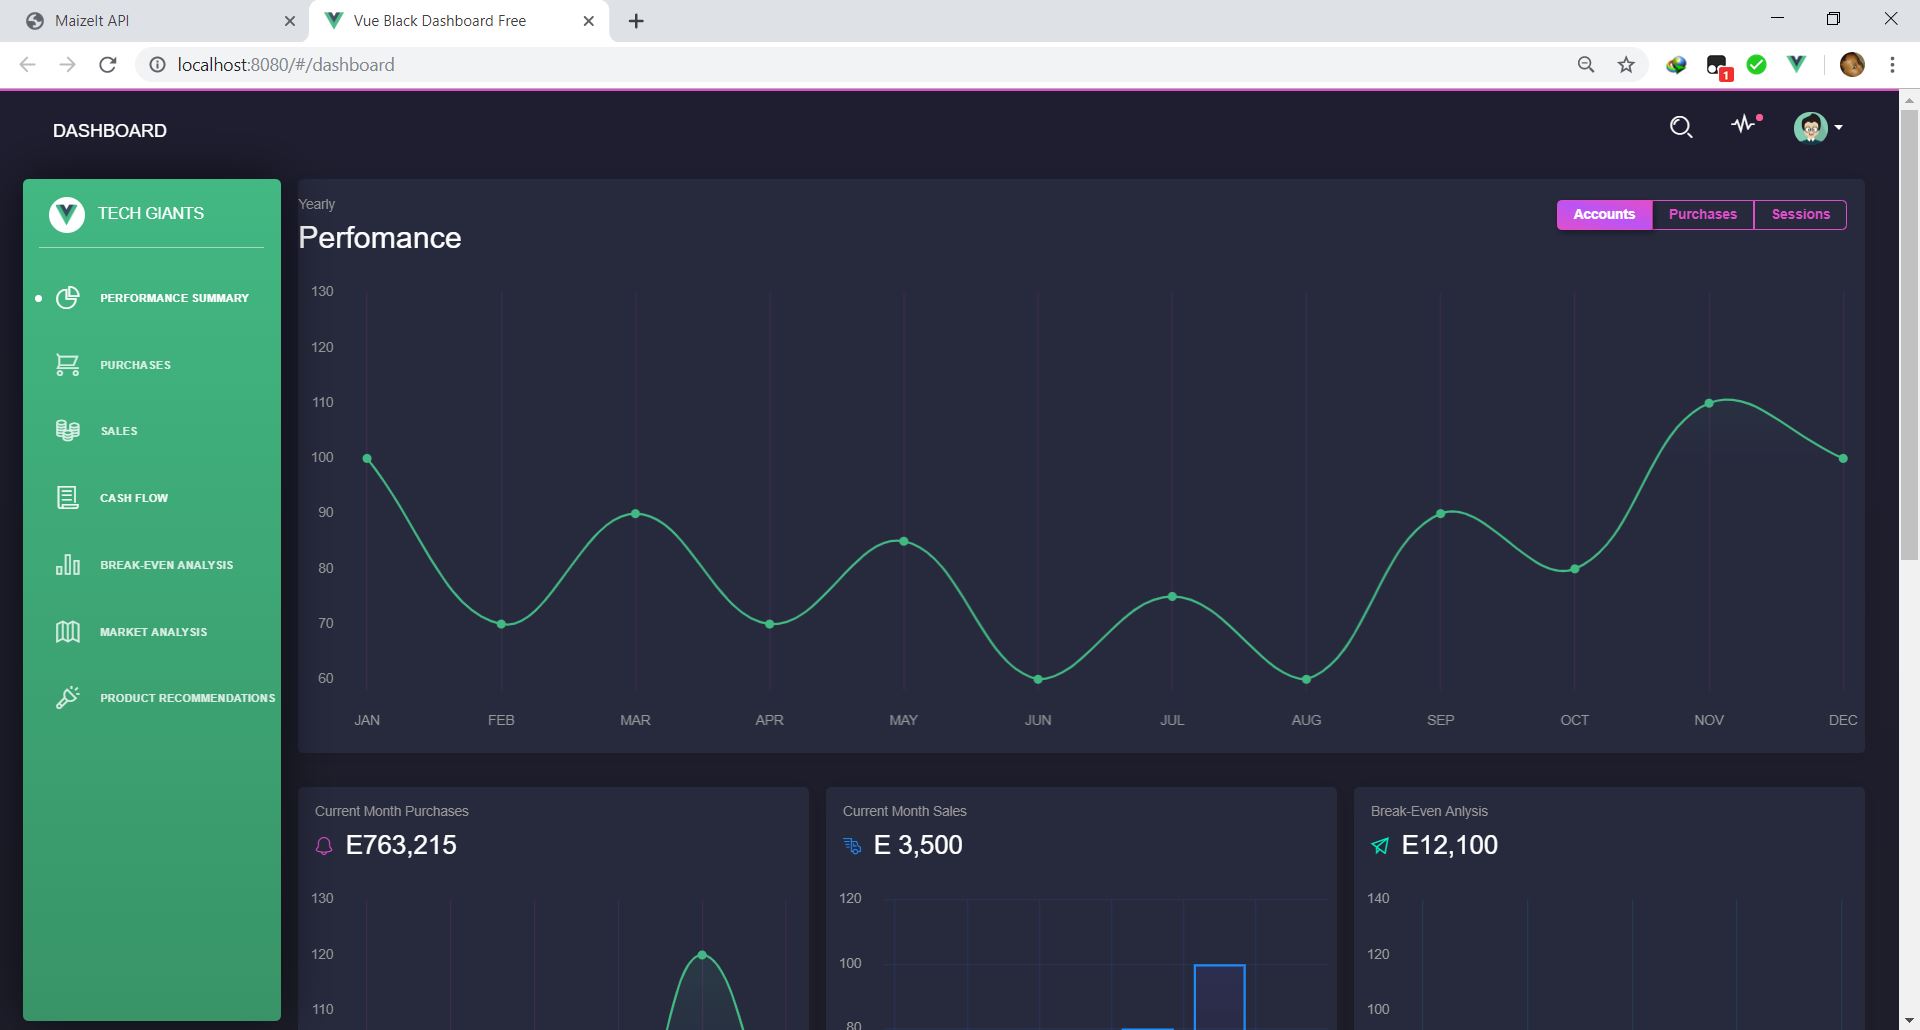 MaizeIt API
Vue Black Dashboard Free
localhost:8080/#/dashboard
1
DASHBOARD
TECH GIANTS
PERFORMANCE SUMMARY
PURCHASES
SALES
CASH FLOW
BREAK-EVEN ANALYSIS
MARKET ANALYSIS
PRODUCT RECOMMENDATIONS
Yearly
Perfomance
Accounts Purchases Sessions
130
120
110
100
90
80
70
60
JAN FEB MAR APR MAY JUN JUL AUG SEP OCT NOV DEC
Current Month Purchases
E763,215
130
120
110
Current Month Sales
E 3,500
120
100
80
Break-Even Anlysis
E12,100
140
120
100